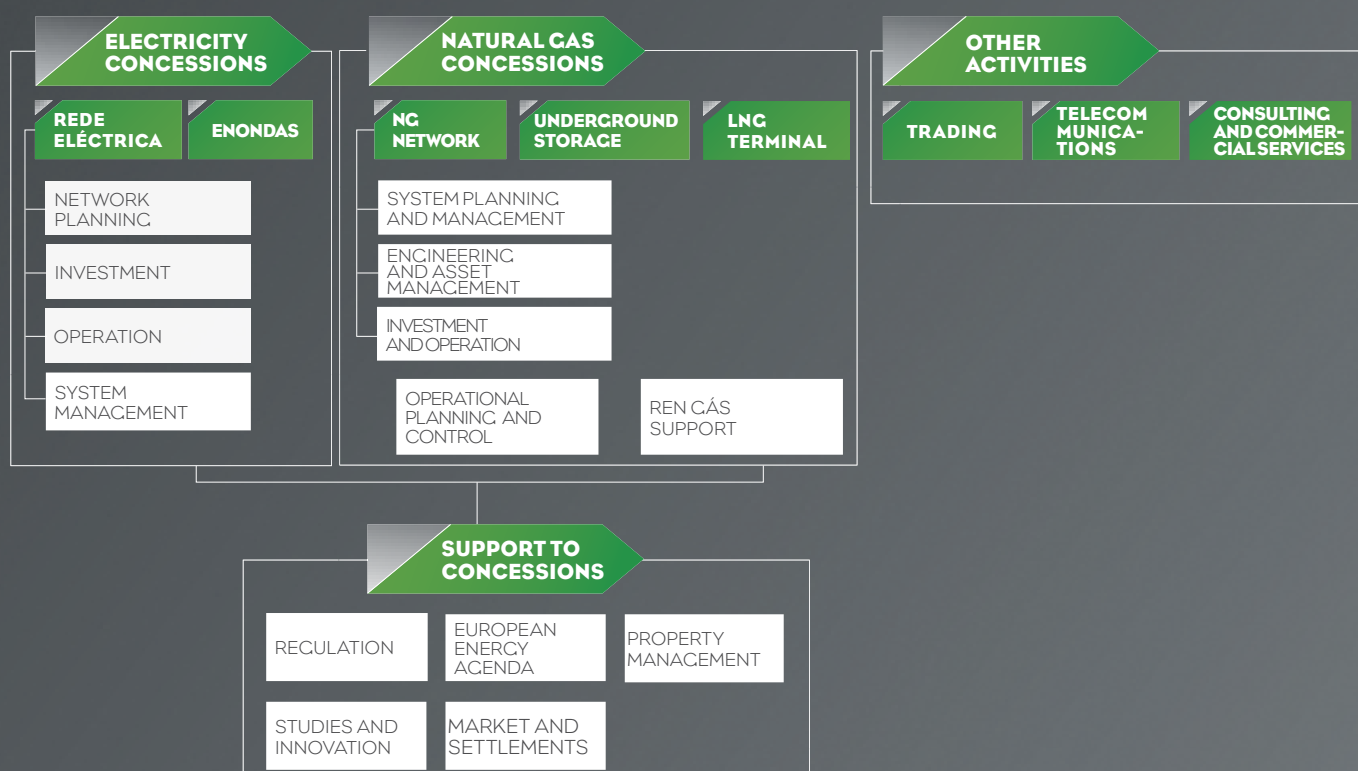 ELECTRICITY
CONCESSIONS
REDE
ELÉCTRICA
ENONDAS
NETWORK
PLANNING
INVESTMENT
OPERATION
SYSTEM
MANAGEMENT
NATURAL GAS
CONCESSIONS
NG
NETWORK
UNDERGROUND
STORAGE
LNG
TERMINAL
SYSTEM PLANNING
AND MANAGEMENT
ENGINEERING
AND ASSET
MANAGEMENT
INVESTMENT
AND OPERATION
OPERATIONAL
PLANNING AND
CONTROL
REN GÁS
SUPPORT
OTHER
ACTIVITIES
TRADING
TELECOM
MUNICA-
TIONS
CONSULTING
AND COMMER-
CIAL SERVICES
SUPPORT TO
CONCESSIONS
REGULATION
EUROPEAN
ENERGY
AGENDA
PROPERTY
MANAGEMENT
STUDIES AND
INNOVATION
MARKET AND
SETTLEMENTS